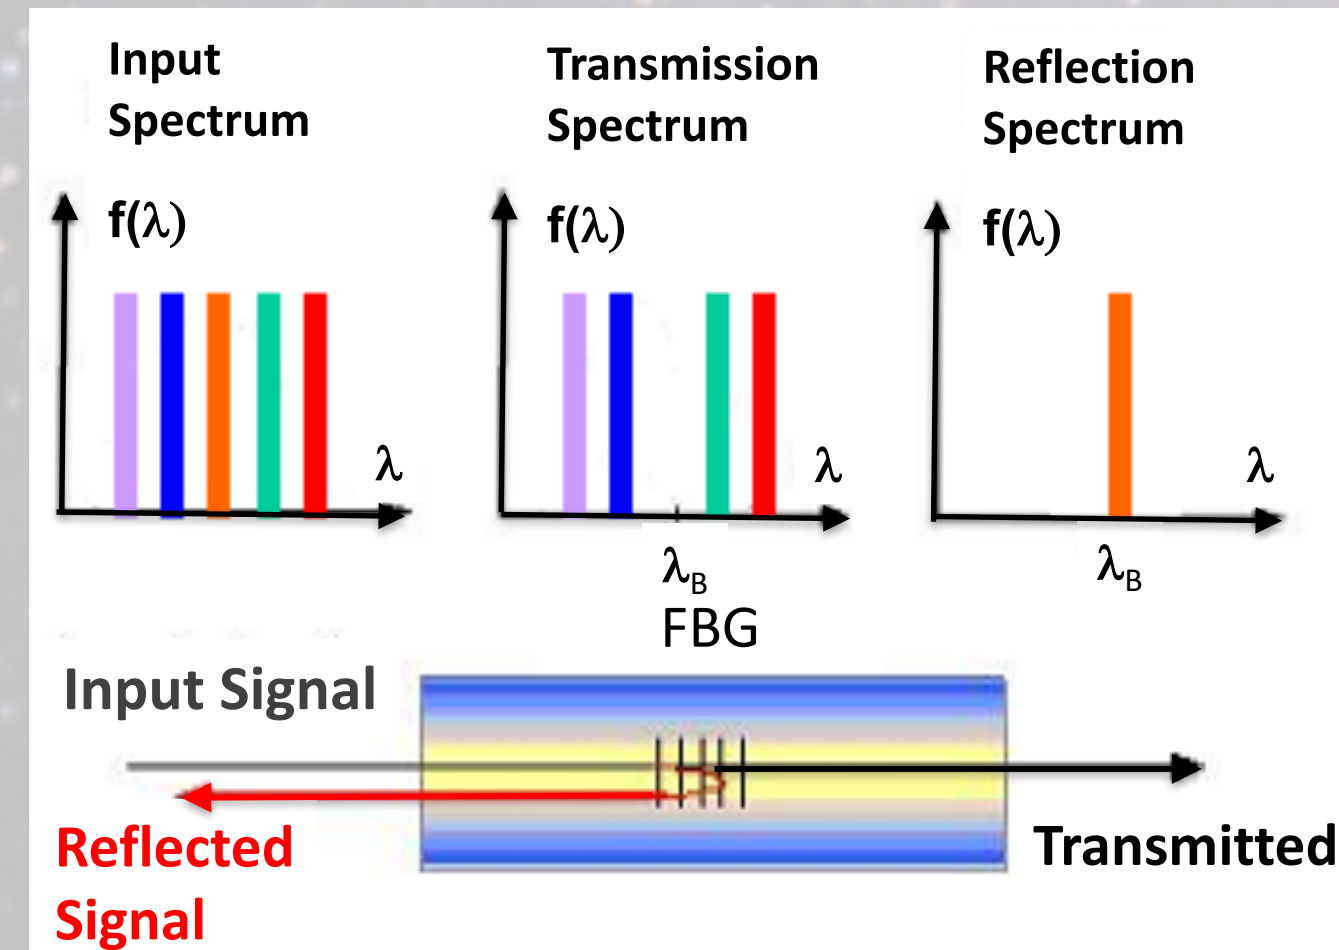 Input
Spectrum
Transmission
Spectrum
Reflection
Spectrum
f(λ)
f(λ)
f(λ)
λ
λ
λ
λB
λB
FBG
Input Signal
Reflected
Signal
Transmitted